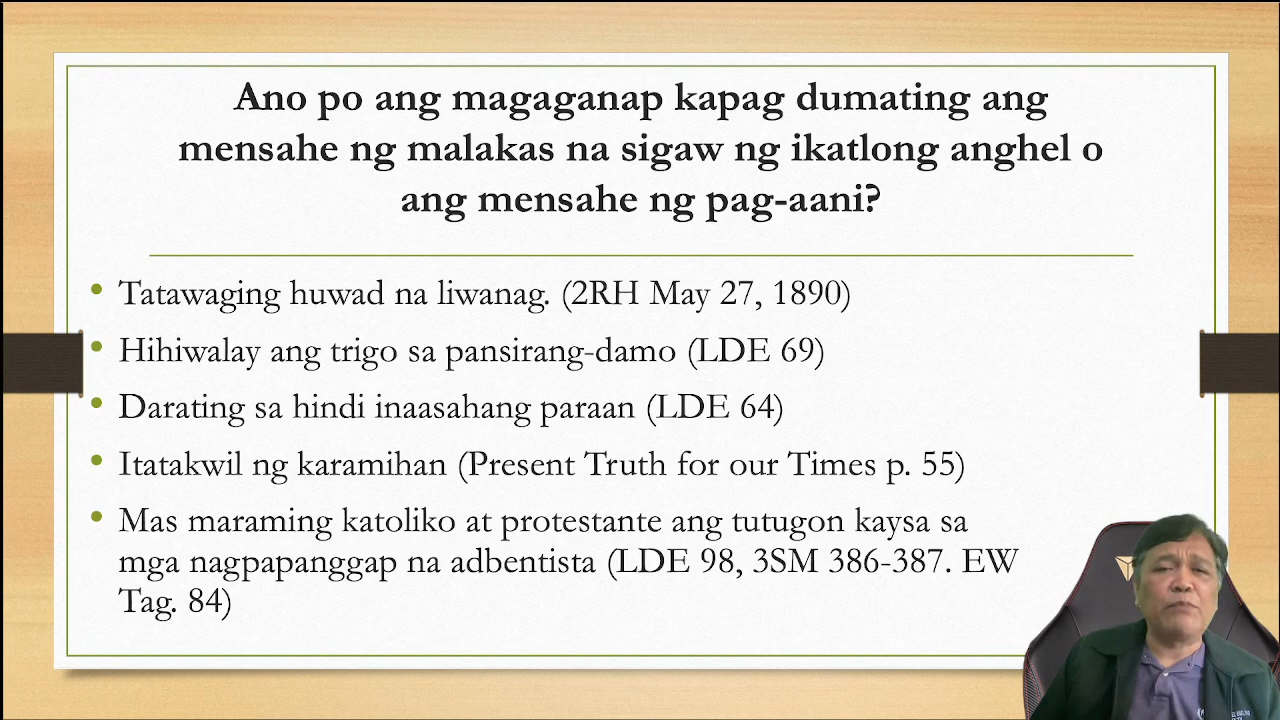 Ano po ang magaganap kapag dumating ang
mensahe ng malakas na sigaw ng ikatlong anghel o
ang mensahe ng pag-aani?
• Tatawaging huwad na liwanag. (2RH May 27, 1890)
• Hihiwalay ang trigo sa pansirang-damo (LDE 69)
• Darating sa hindi inaasahang paraan (LDE 64)
• Itatakwil ng karamihan (Present Truth for our Times p. 55)
• Mas maraming katoliko at protestante ang tutugon kaysa sa
mga nagpapanggap na adbentista (LDE 98, 3SM 386-387. EW
Tag. 84)